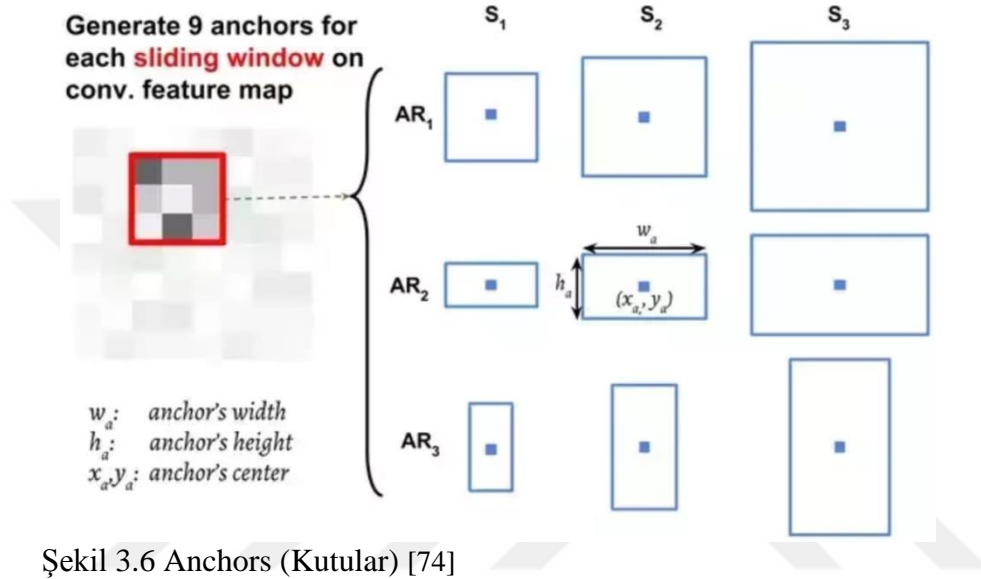 Generate 9 anchors for
each sliding window on
conv. feature map
S₁
S₂
S₃
AR₁
AR₂
wₐ
hₐ
(xₐ, yₐ)
AR₃
wₐ: anchor's width
hₐ: anchor's height
xₐ,yₐ: anchor's center
Şekil 3.6 Anchors (Kutular) [74]